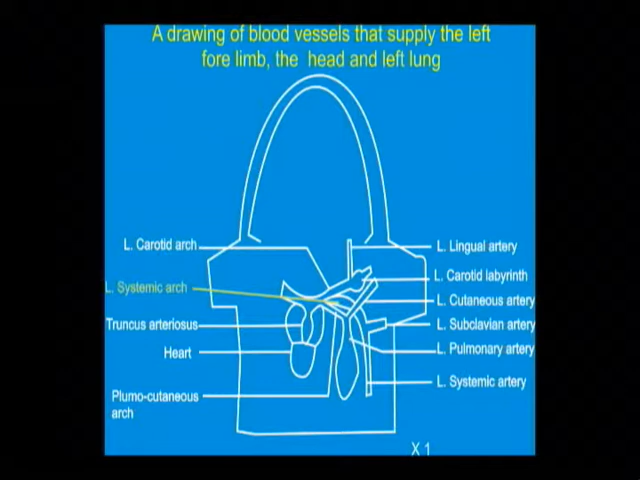 A drawing of blood vessels that supply the left
fore limb, the head and left lung
L. Carotid arch
L. Systemic arch
Truncus arteriosus
Heart
Plumo-cutaneous
arch
L. Lingual artery
L. Carotid labyrinth
L. Cutaneous artery
L. Subclavian artery
L. Pulmonary artery
L. Systemic artery
X 1